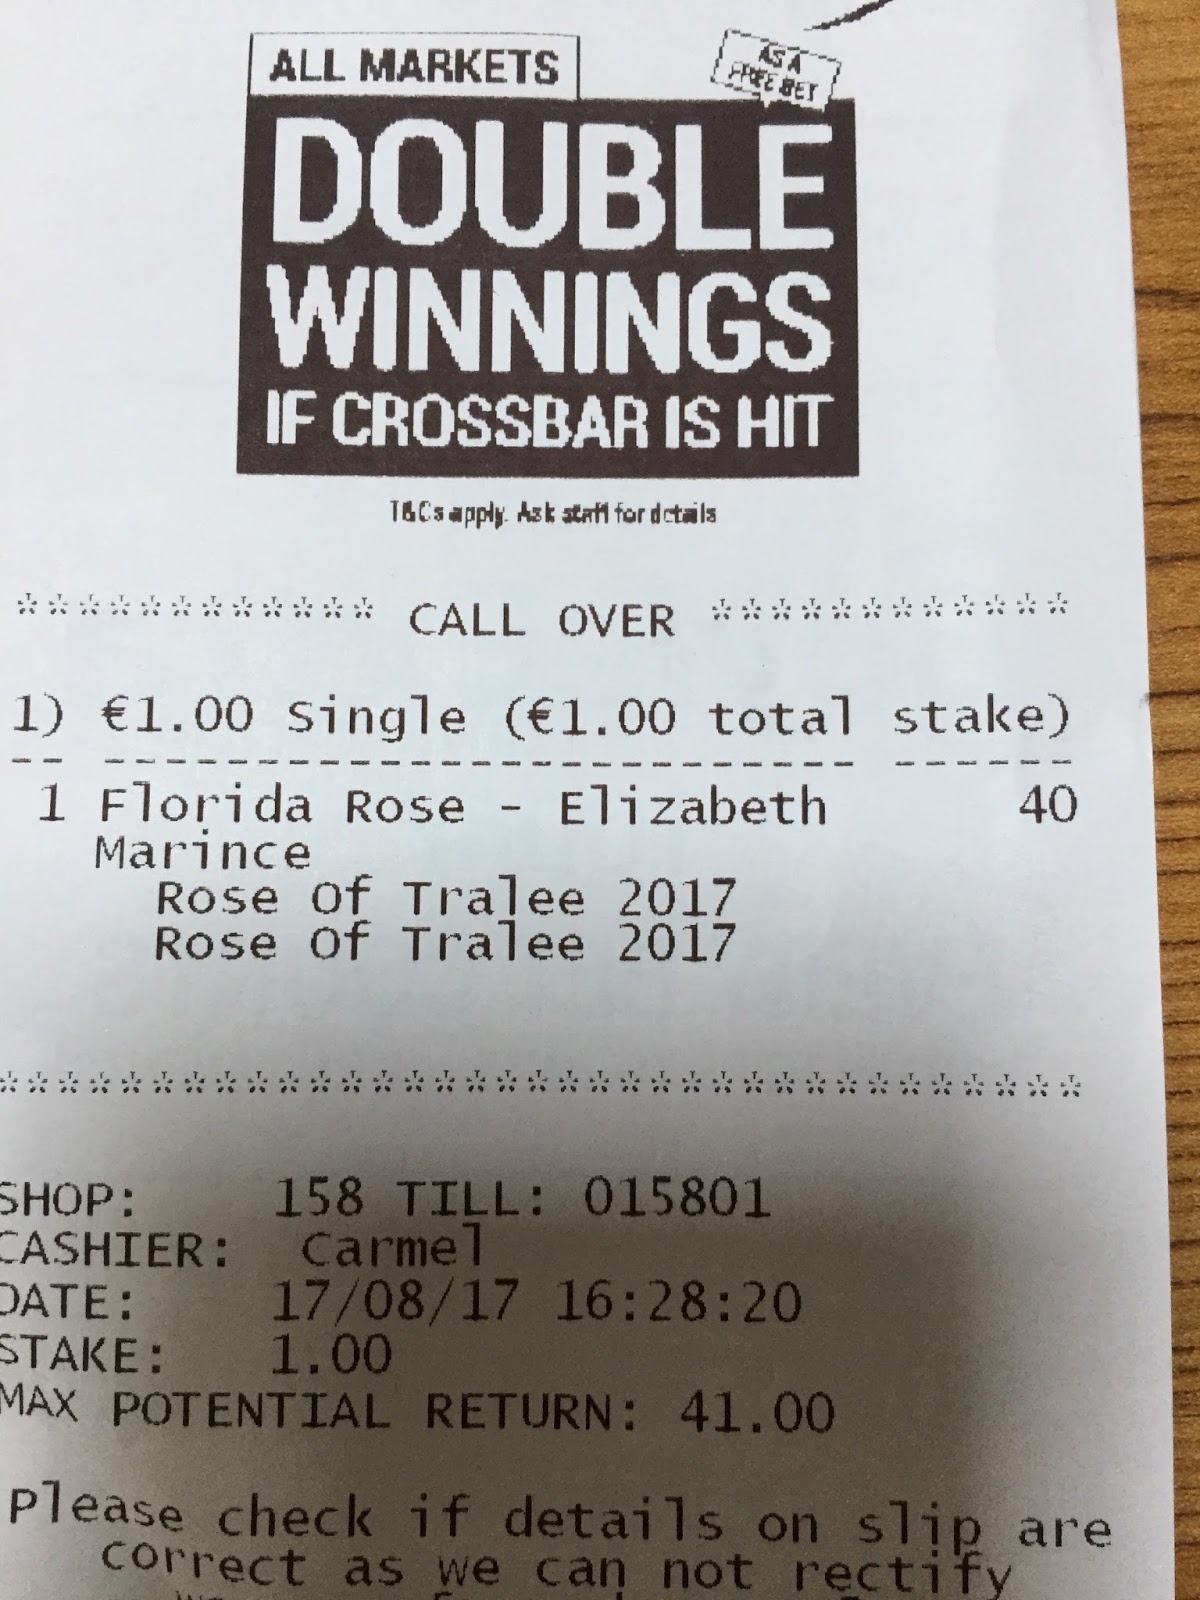 ALL MARKETS
AS A
FREE BET
DOUBLE
WINNINGS
IF CROSSBAR IS HIT
T&Cs apply. Ask staff for details
************ CALL OVER ************
1) €1.00 Single (€1.00 total stake)
-- ------------------------- ------
1 Florida Rose - Elizabeth 40
Marince
Rose Of Tralee 2017
Rose Of Tralee 2017
***********************************
SHOP: 158 TILL: 015801
CASHIER: Carmel
DATE: 17/08/17 16:28:20
STAKE: 1.00
MAX POTENTIAL RETURN: 41.00
Please check if details on slip are
correct as we can not rectify